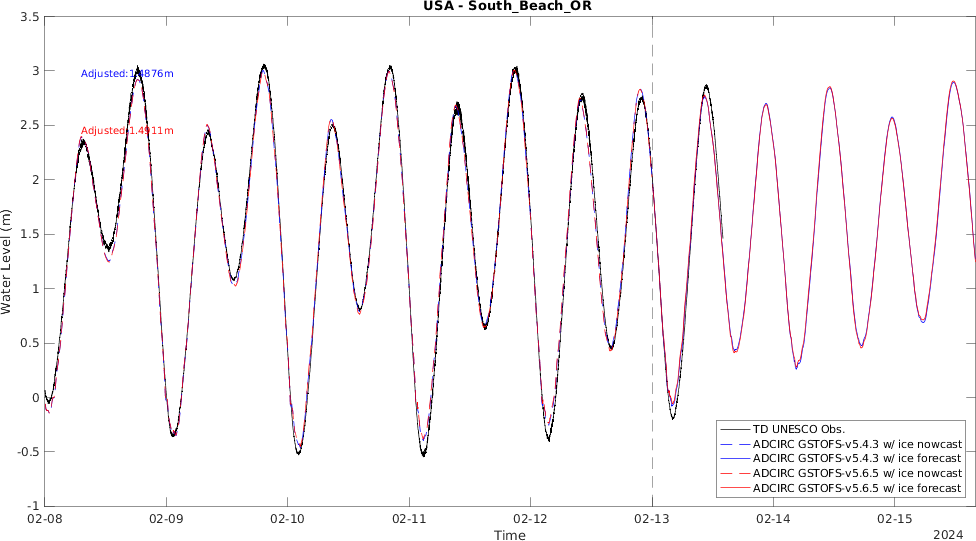 USA - South_Beach_OR
3.5
3
2.5
2
1.5
1
0.5
0
-0.5
-1
Water Level (m)
Adjusted:1.4876m
Adjusted:1.4911m
TD UNESCO Obs.
ADCIRC GSTOFS-v5.4.3 w/ ice nowcast
ADCIRC GSTOFS-v5.4.3 w/ ice forecast
ADCIRC GSTOFS-v5.6.5 w/ ice nowcast
ADCIRC GSTOFS-v5.6.5 w/ ice forecast
02-08 02-09 02-10 02-11 02-12 02-13 02-14 02-15
Time
2024